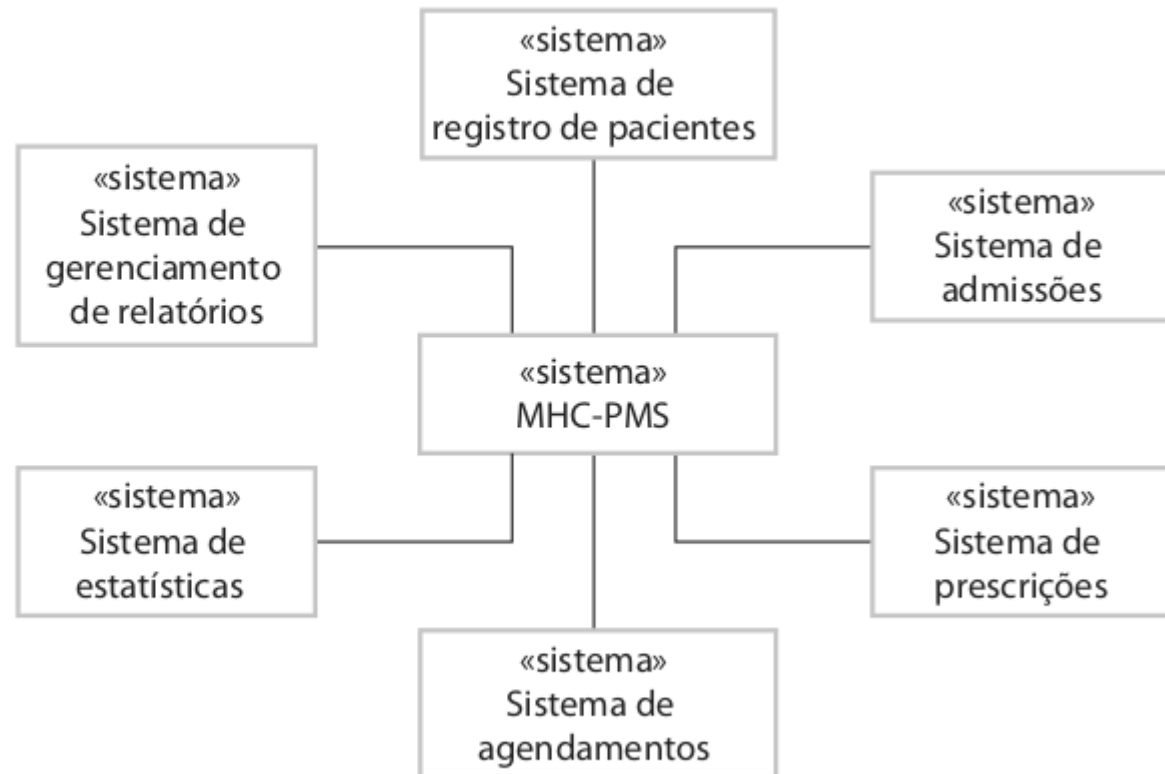 «sistema»
Sistema de
registro de pacientes
«sistema»
Sistema de
gerenciamento
de relatórios
«sistema»
Sistema de
admissões
«sistema»
MHC-PMS
«sistema»
Sistema de
estatísticas
«sistema»
Sistema de
prescrições
«sistema»
Sistema de
agendamentos